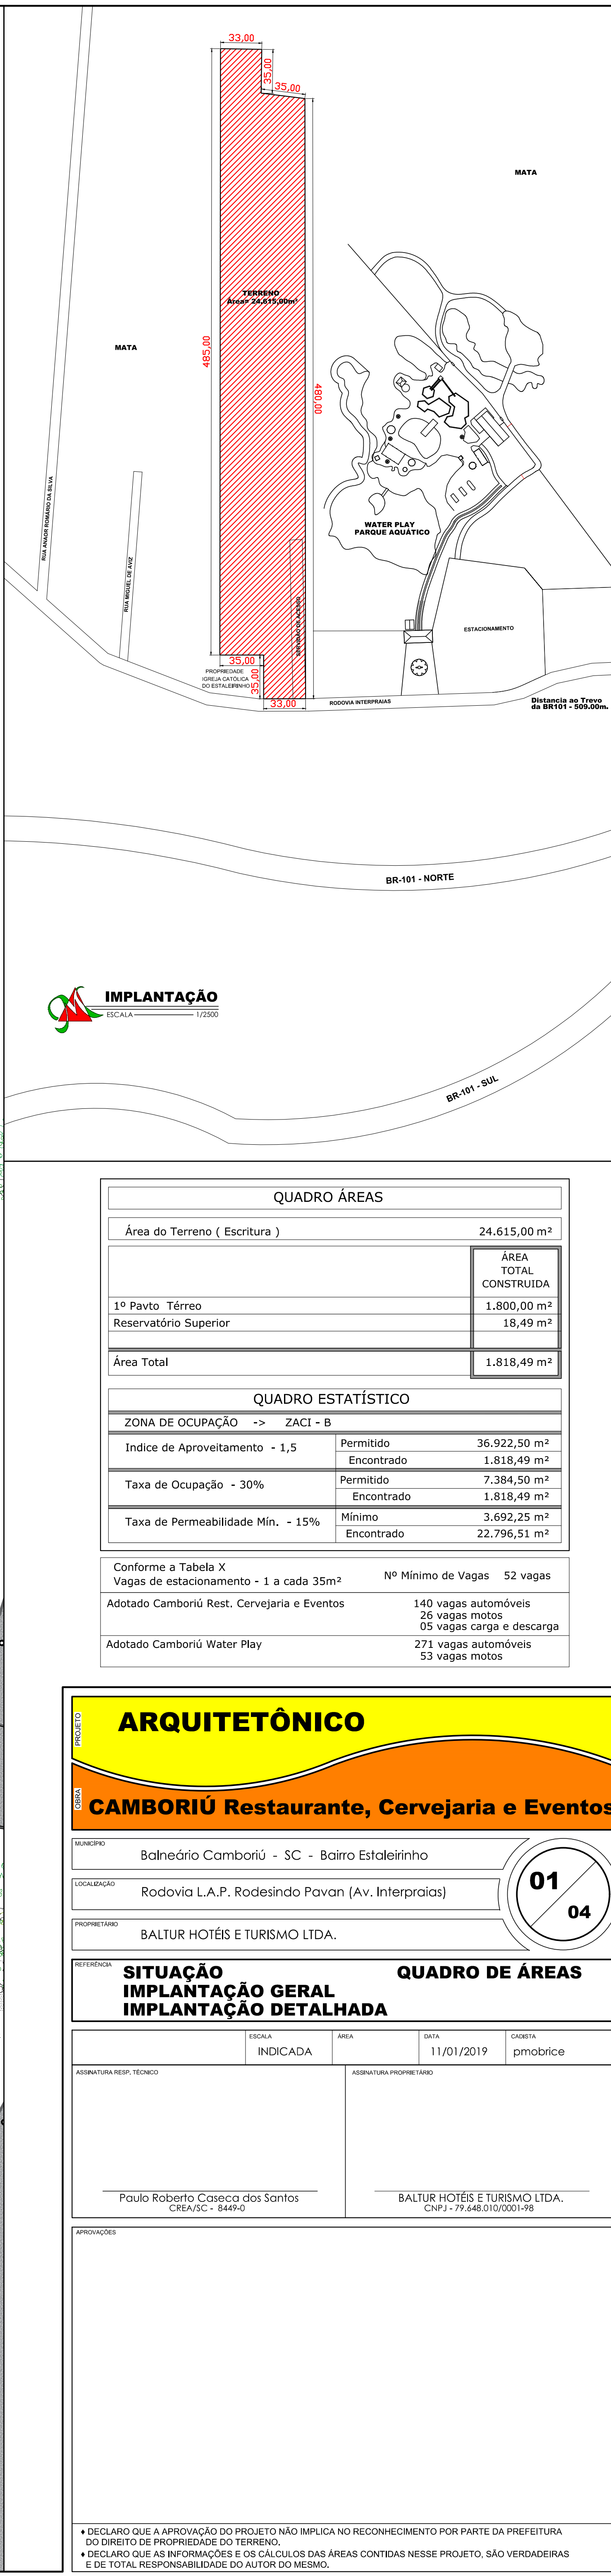 33,00
35,00
35,00
MATA
TERRENO
Área= 24.615,00m²
MATA
485,00
480,00
RUA ANAOR ROMÁRIO DA SILVA
RUA MIGUEL DE AVIZ
WATER PLAY
PARQUE AQUÁTICO
SERVIDÃO DE ACESSO
ESTACIONAMENTO
35,00
PROPRIEDADE
IGREJA CATÓLICA
DO ESTALEIRINHO
35,00
33,00
RODOVIA INTERPRAIAS
Distancia ao Trevo
da BR101 - 509.00m.
BR-101 - NORTE
IMPLANTAÇÃO
ESCALA 1/2500
BR-101 - SUL
QUADRO ÁREAS
Área do Terreno ( Escritura ) 24.615,00 m²
ÁREA
TOTAL
CONSTRUIDA
1º Pavto Térreo 1.800,00 m²
Reservatório Superior 18,49 m²
Área Total 1.818,49 m²
QUADRO ESTATÍSTICO
ZONA DE OCUPAÇÃO -> ZACI - B
Indice de Aproveitamento - 1,5
Permitido 36.922,50 m²
Encontrado 1.818,49 m²
Taxa de Ocupação - 30%
Permitido 7.384,50 m²
Encontrado 1.818,49 m²
Taxa de Permeabilidade Mín. - 15%
Mínimo 3.692,25 m²
Encontrado 22.796,51 m²
Conforme a Tabela X
Vagas de estacionamento - 1 a cada 35m²
Nº Mínimo de Vagas 52 vagas
Adotado Camboriú Rest. Cervejaria e Eventos 140 vagas automóveis
26 vagas motos
05 vagas carga e descarga
Adotado Camboriú Water Play 271 vagas automóveis
53 vagas motos
PROJETO
ARQUITETÔNICO
OBRA
CAMBORIÚ Restaurante, Cervejaria e Eventos
MUNICÍPIO
Balneário Camboriú - SC - Bairro Estaleirinho
LOCALIZAÇÃO
Rodovia L.A.P. Rodesindo Pavan (Av. Interpraias)
01
04
PROPRIETÁRIO
BALTUR HOTÉIS E TURISMO LTDA.
REFERÊNCIA
SITUAÇÃO QUADRO DE ÁREAS
IMPLANTAÇÃO GERAL
IMPLANTAÇÃO DETALHADA
ESCALA ÁREA DATA CADISTA
INDICADA 11/01/2019 pmobrice
ASSINATURA RESP. TÉCNICO ASSINATURA PROPRIETÁRIO
Paulo Roberto Caseca dos Santos
CREA/SC - 8449-0
BALTUR HOTÉIS E TURISMO LTDA.
CNPJ - 79.648.010/0001-98
APROVAÇÕES
♦ DECLARO QUE A APROVAÇÃO DO PROJETO NÃO IMPLICA NO RECONHECIMENTO POR PARTE DA PREFEITURA
DO DIREITO DE PROPRIEDADE DO TERRENO.
♦ DECLARO QUE AS INFORMAÇÕES E OS CÁLCULOS DAS ÁREAS CONTIDAS NESSE PROJETO, SÃO VERDADEIRAS
E DE TOTAL RESPONSABILIDADE DO AUTOR DO MESMO.